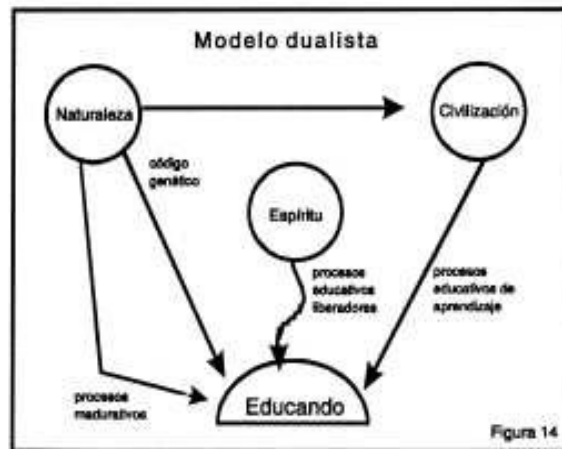 Modelo dualista
Naturaleza
Civilización
código
genético
Espíritu
procesos
educativos
liberadores
procesos
educativos de
aprendizaje
procesos
madurativos
Educando
Figura 14